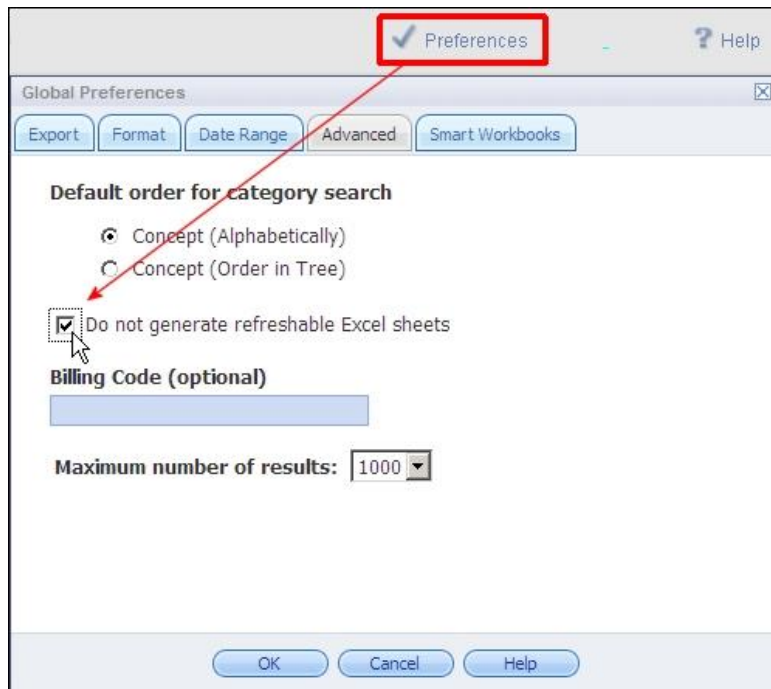 Preferences
? Help
Global Preferences
Export Format Date Range Advanced Smart Workbooks
Default order for category search
Concept (Alphabetically)
Concept (Order in Tree)
Do not generate refreshable Excel sheets
Billing Code (optional)
Maximum number of results: 1000
OK Cancel Help